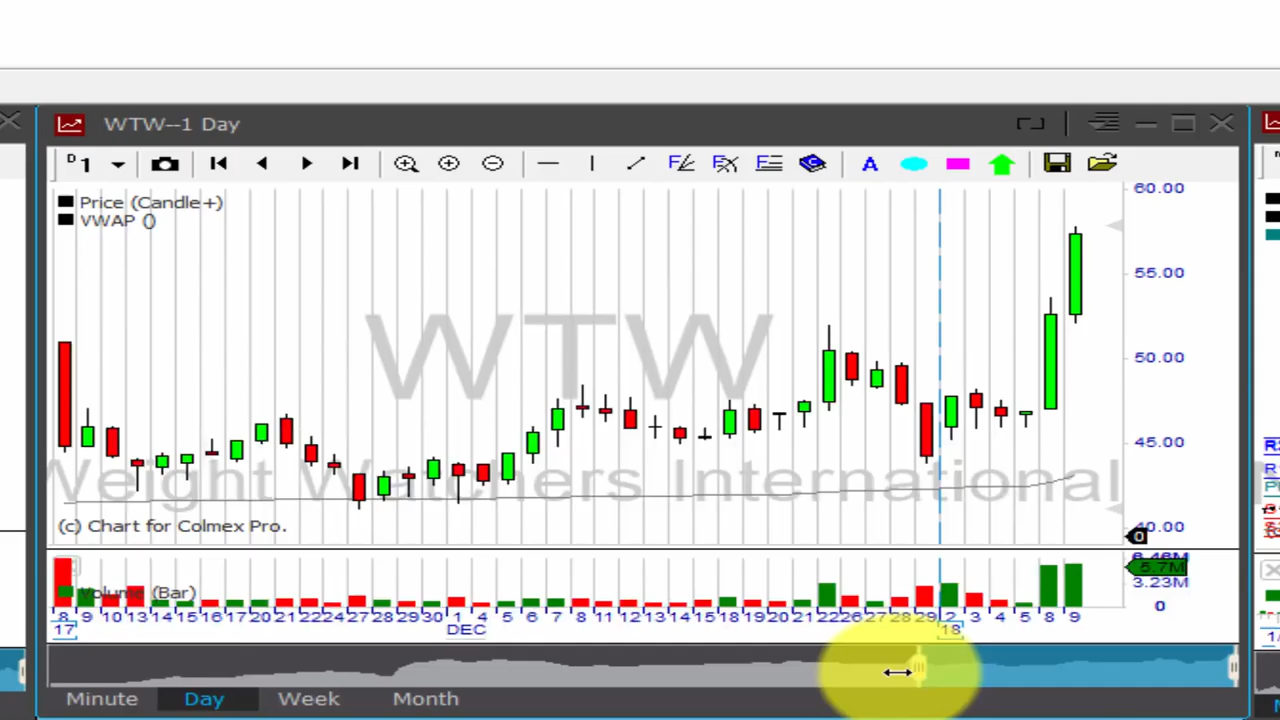 WTW--1 Day
D 1
A
Price (Candle+)
VWAP ()
60.00
55.00
50.00
45.00
40.00
WTW
Weight Watchers International
(c) Chart for Colmex Pro.
0
Volume (Bar)
5.7M
3.23M
0
8 9 10 13 14 15 16 17 20 21 22 24 27 28 29 30 1 4 5 6 7 8 11 12 13 14 15 18 19 20 21 22 26 27 28 29 2 3 4 5 8 9
17 DEC 18
Minute Day Week Month